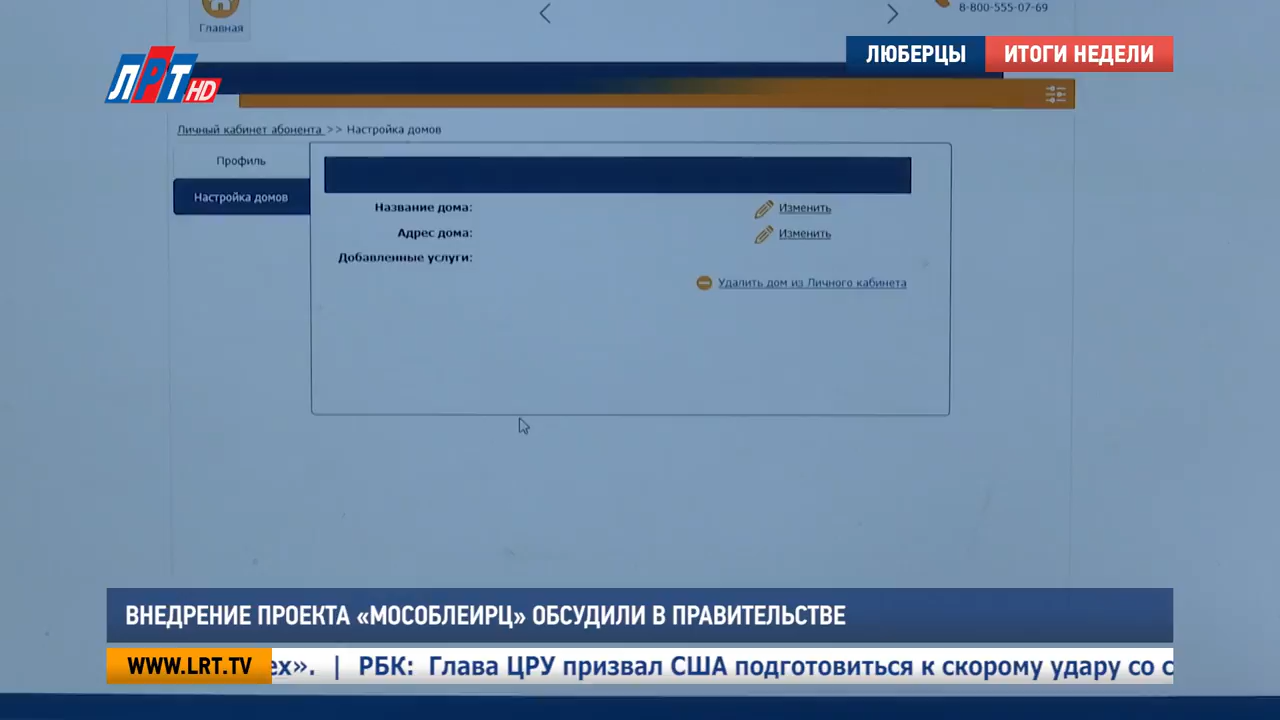 Главная
8-800-555-07-69
ЛРТ HD
ЛЮБЕРЦЫ
ИТОГИ НЕДЕЛИ
Личный кабинет абонента >> Настройка домов
Профиль
Настройка домов
Название дома:
Изменить
Адрес дома:
Изменить
Добавленные услуги:
Удалить дом из Личного кабинета
ВНЕДРЕНИЕ ПРОЕКТА «МОСОБЛЕИРЦ» ОБСУДИЛИ В ПРАВИТЕЛЬСТВЕ
WWW.LRT.TV
ех». | РБК: Глава ЦРУ призвал США подготовиться к скорому удару со с